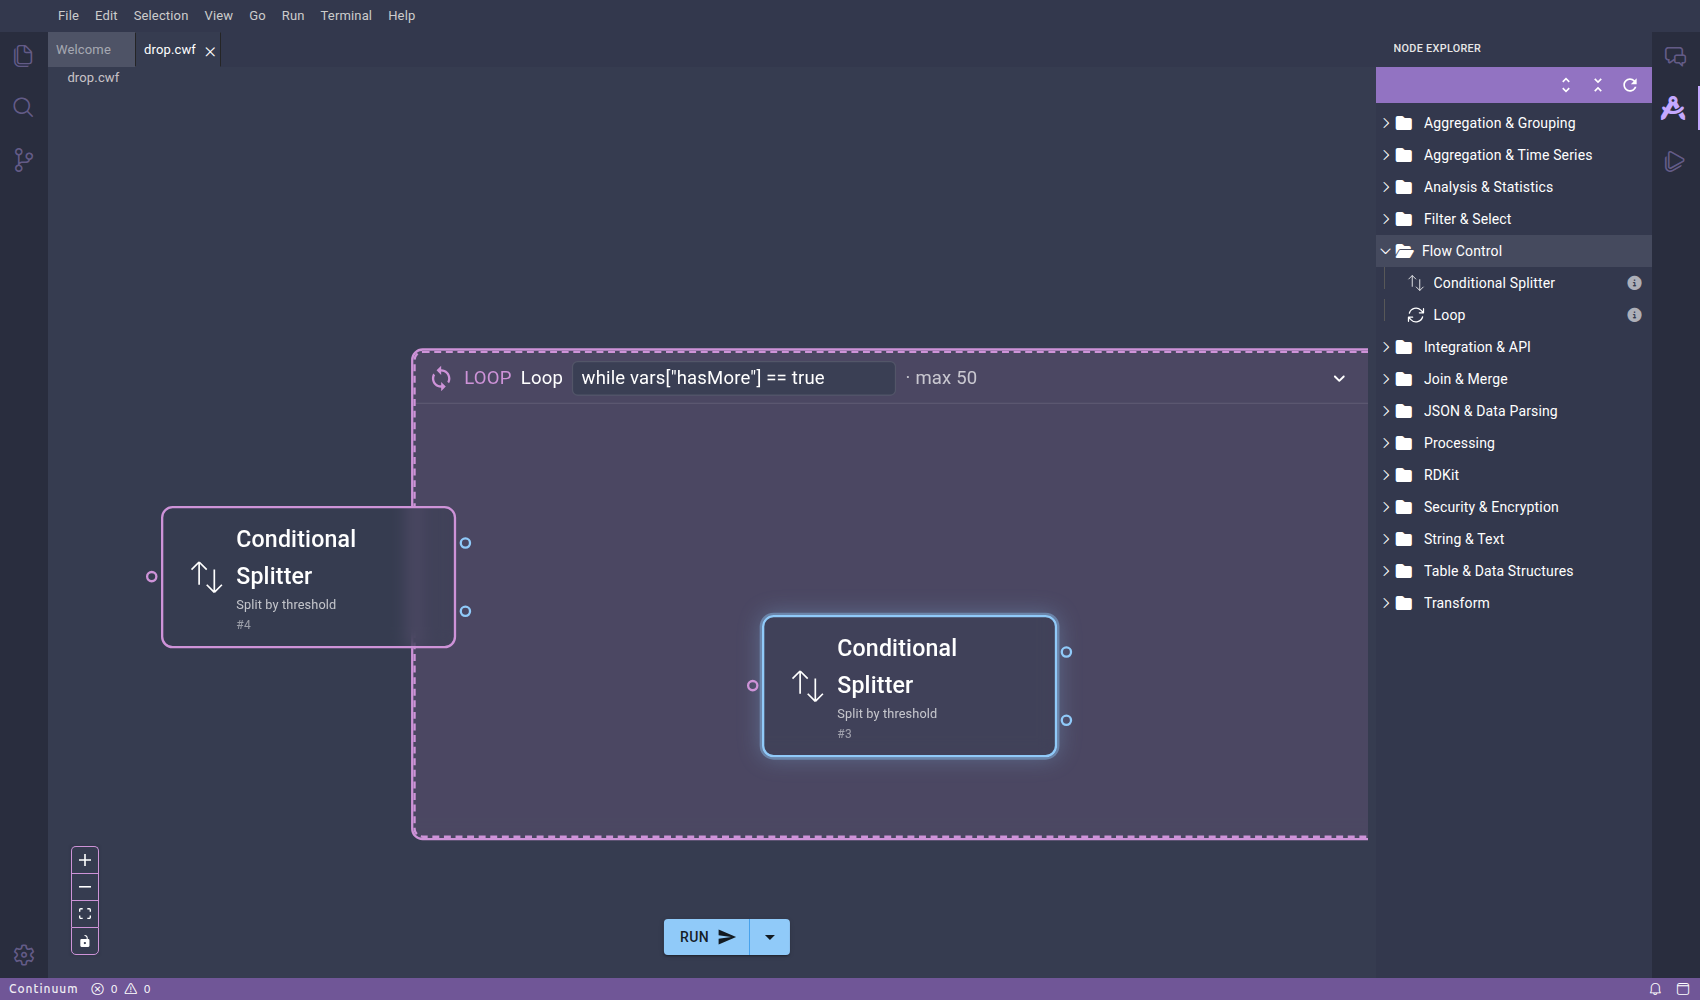 File Edit Selection View Go Run Terminal Help
Welcome drop.cwf
drop.cwf
LOOP Loop while vars["hasMore"] == true · max 50
Conditional
Splitter
Split by threshold
#4
Conditional
Splitter
Split by threshold
#3
RUN
NODE EXPLORER
Aggregation & Grouping
Aggregation & Time Series
Analysis & Statistics
Filter & Select
Flow Control
Conditional Splitter
Loop
Integration & API
Join & Merge
JSON & Data Parsing
Processing
RDKit
Security & Encryption
String & Text
Table & Data Structures
Transform
Continuum 0 0